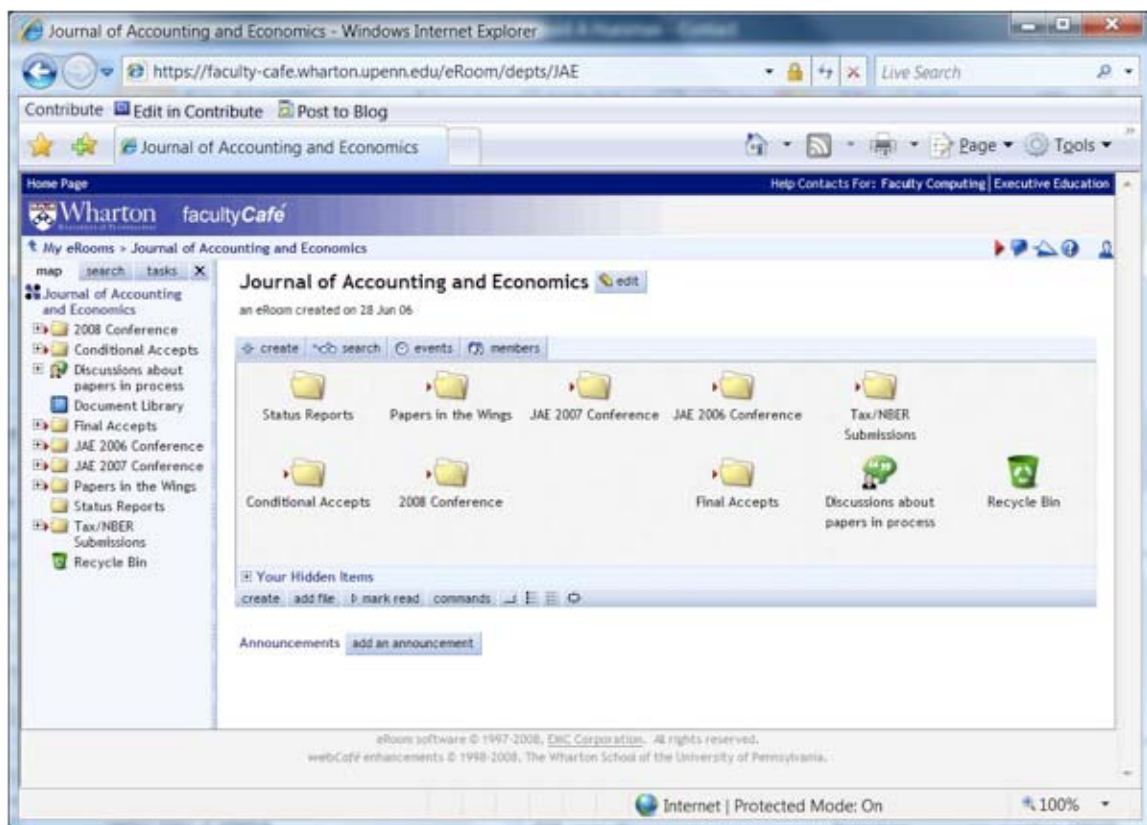 Journal of Accounting and Economics - Windows Internet Explorer
https://faculty-cafe.wharton.upenn.edu/eRoom/depts/JAE
Live Search
Contribute Edit in Contribute Post to Blog
Journal of Accounting and Economics
Page Tools
Home Page
Help Contacts For: Faculty Computing | Executive Education
Wharton facultyCafé
My eRooms > Journal of Accounting and Economics
map search tasks X
Journal of Accounting
and Economics
2008 Conference
Conditional Accepts
Discussions about
papers in process
Document Library
Final Accepts
JAE 2006 Conference
JAE 2007 Conference
Papers in the Wings
Status Reports
Tax/NBER
Submissions
Recycle Bin
Journal of Accounting and Economics edit
an eRoom created on 28 Jun 06
create search events members
Status Reports Papers in the Wings JAE 2007 Conference JAE 2006 Conference Tax/NBER
Submissions
Conditional Accepts 2008 Conference Final Accepts Discussions about Recycle Bin
papers in process
Your Hidden Items
create add file mark read commands
Announcements add an announcement
eRoom software © 1997-2008, EMC Corporation. All rights reserved.
webCafé enhancements © 1998-2008, The Wharton School of the University of Pennsylvania.
Internet | Protected Mode: On
100%